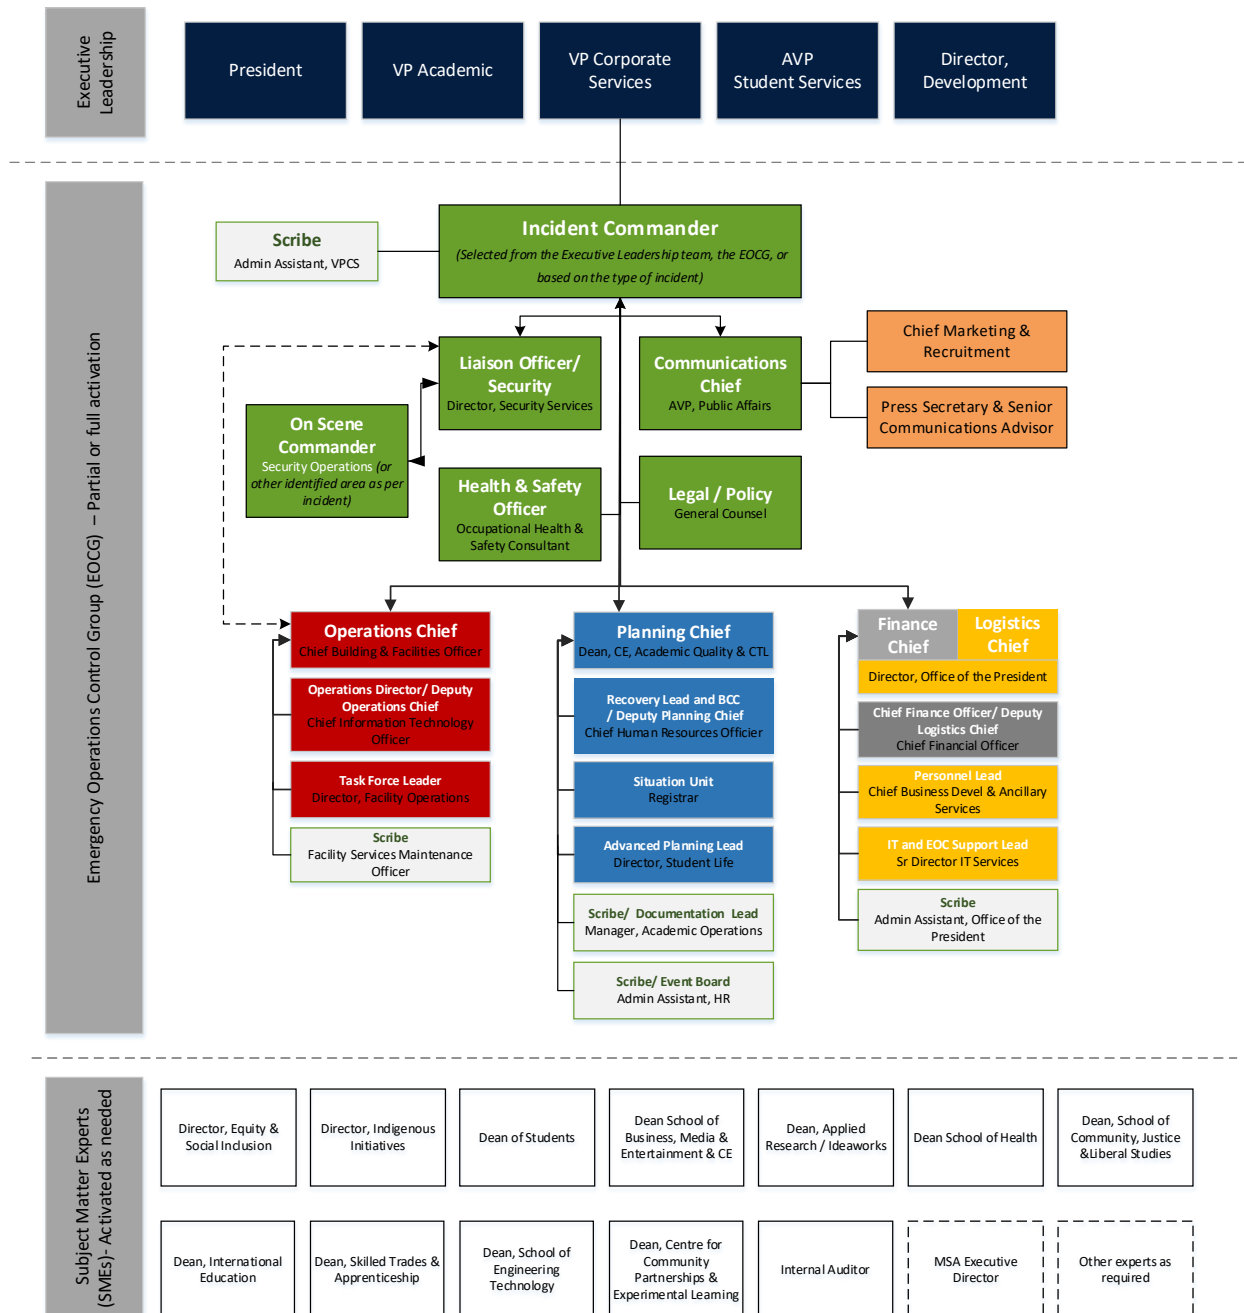 Executive
Leadership
President
VP Academic
VP Corporate
Services
AVP
Student Services
Director,
Development
Emergency Operations Control Group (EOCG) – Partial or full activation
Incident Commander
(Selected from the Executive Leadership team, the EOCG, or
based on the type of incident)
Scribe
Admin Assistant, VPCS
Liaison Officer/
Security
Director, Security Services
Communications
Chief
AVP, Public Affairs
Chief Marketing &
Recruitment
Press Secretary & Senior
Communications Advisor
On Scene
Commander
Security Operations (or
other identified area as per
incident)
Health & Safety
Officer
Occupational Health &
Safety Consultant
Legal / Policy
General Counsel
Operations Chief
Chief Building & Facilities Officer
Operations Director/ Deputy
Operations Chief
Chief Information Technology
Officer
Task Force Leader
Director, Facility Operations
Scribe
Facility Services Maintenance
Officer
Planning Chief
Dean, CE, Academic Quality & CTL
Recovery Lead and BCC
/ Deputy Planning Chief
Chief Human Resources Officier
Situation Unit
Registrar
Advanced Planning Lead
Director, Student Life
Scribe/ Documentation Lead
Manager, Academic Operations
Scribe/ Event Board
Admin Assistant, HR
Finance
Chief
Logistics
Chief
Director, Office of the President
Chief Finance Officer/ Deputy
Logistics Chief
Chief Financial Officer
Personnel Lead
Chief Business Devel & Ancillary
Services
IT and EOC Support Lead
Sr Director IT Services
Scribe
Admin Assistant, Office of the
President
Subject Matter Experts
(SMEs)- Activated as needed
Director, Equity &
Social Inclusion
Director, Indigenous
Initiatives
Dean of Students
Dean School of
Business, Media &
Entertainment & CE
Dean, Applied
Research / Ideaworks
Dean School of Health
Dean, School of
Community, Justice
&Liberal Studies
Dean, International
Education
Dean, Skilled Trades &
Apprenticeship
Dean, School of
Engineering
Technology
Dean, Centre for
Community
Partnerships &
Experimental Learning
Internal Auditor
MSA Executive
Director
Other experts as
required